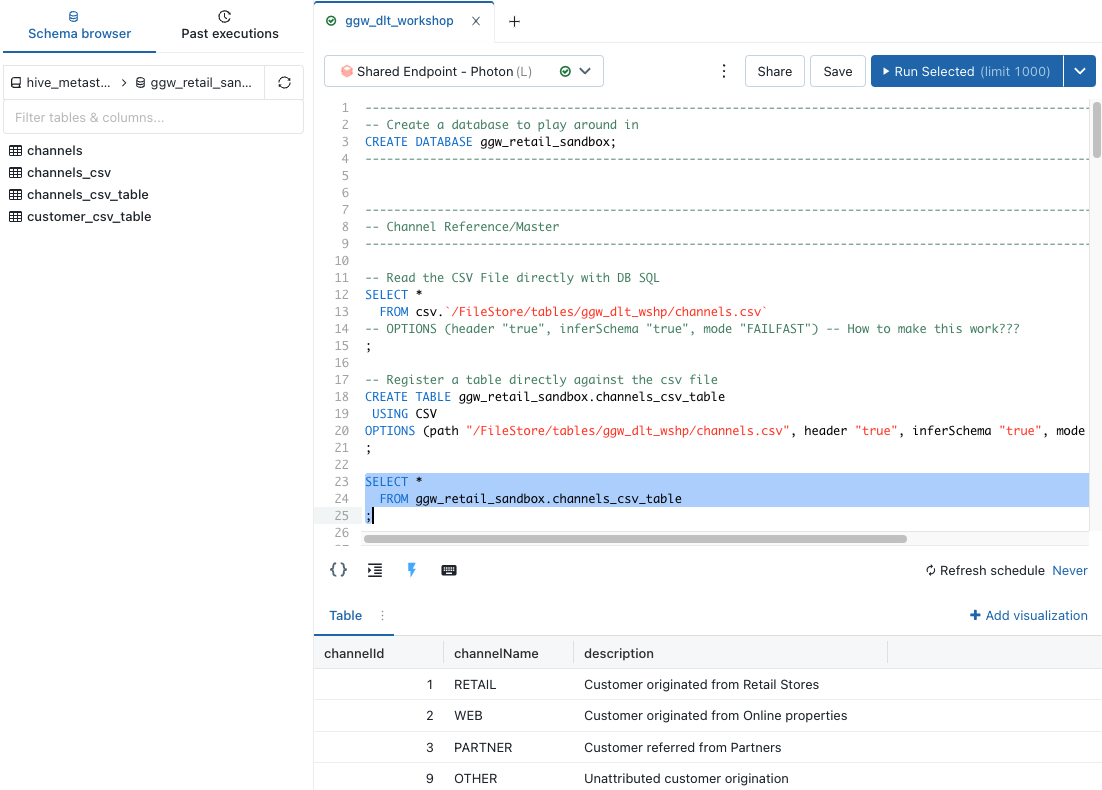 Schema browser
Past executions
hive_metast...
ggw_retail_san...
Filter tables & columns...
channels
channels_csv
channels_csv_table
customer_csv_table
ggw_dlt_workshop
Shared Endpoint - Photon (L)
Share
Save
Run Selected (limit 1000)
1 ----------------------------------------------------------------------------------------------------
2 -- Create a database to play around in
3 CREATE DATABASE ggw_retail_sandbox;
4 ----------------------------------------------------------------------------------------------------
5
6
7 ----------------------------------------------------------------------------------------------------
8 -- Channel Reference/Master
9 ----------------------------------------------------------------------------------------------------
10
11 -- Read the CSV File directly with DB SQL
12 SELECT *
13 FROM csv.`/FileStore/tables/ggw_dlt_wshp/channels.csv`
14 -- OPTIONS (header "true", inferSchema "true", mode "FAILFAST") -- How to make this work???
15 ;
16
17 -- Register a table directly against the csv file
18 CREATE TABLE ggw_retail_sandbox.channels_csv_table
19 USING CSV
20 OPTIONS (path "/FileStore/tables/ggw_dlt_wshp/channels.csv", header "true", inferSchema "true", mode
21 ;
22
23 SELECT *
24 FROM ggw_retail_sandbox.channels_csv_table
25 ;
26
Refresh schedule Never
Table
Add visualization
channelId channelName description
1 RETAIL Customer originated from Retail Stores
2 WEB Customer originated from Online properties
3 PARTNER Customer referred from Partners
9 OTHER Unattributed customer origination